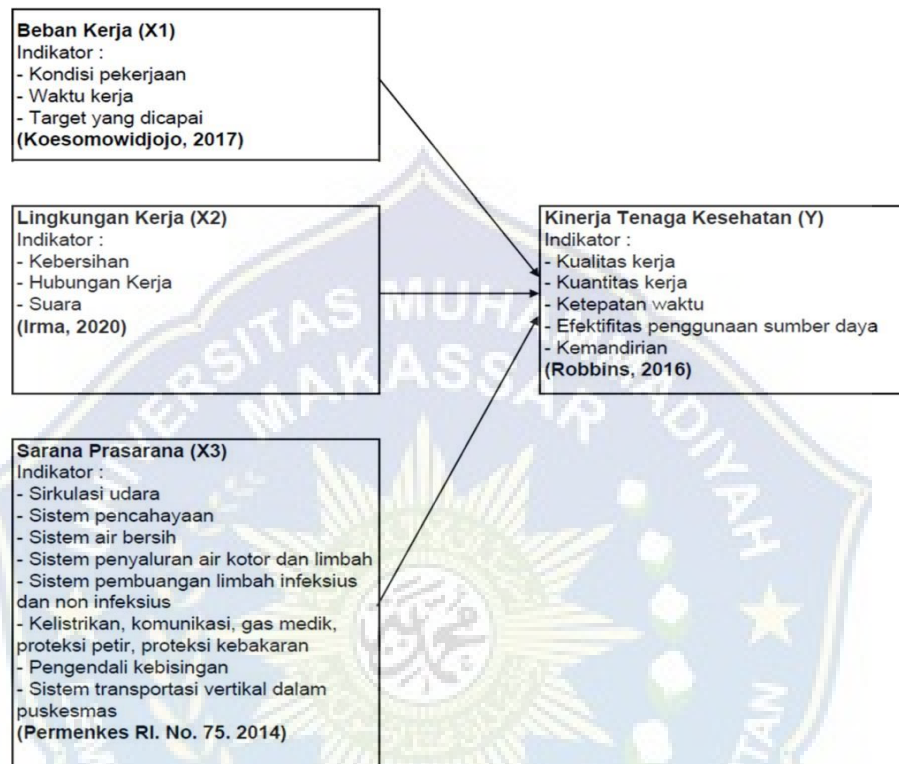 Beban Kerja (X1)
Indikator :
- Kondisi pekerjaan
- Waktu kerja
- Target yang dicapai
(Koesomowidjojo, 2017)
Lingkungan Kerja (X2)
Indikator :
- Kebersihan
- Hubungan Kerja
- Suara
(Irma, 2020)
Sarana Prasarana (X3)
Indikator :
- Sirkulasi udara
- Sistem pencahayaan
- Sistem air bersih
- Sistem penyaluran air kotor dan limbah
- Sistem pembuangan limbah infeksius
dan non infeksius
- Kelistrikan, komunikasi, gas medik,
proteksi petir, proteksi kebakaran
- Pengendali kebisingan
- Sistem transportasi vertikal dalam
puskesmas
(Permenkes RI. No. 75. 2014)
Kinerja Tenaga Kesehatan (Y)
Indikator :
- Kualitas kerja
- Kuantitas kerja
- Ketepatan waktu
- Efektifitas penggunaan sumber daya
- Kemandirian
(Robbins, 2016)
UNIVERSITAS MUHAMMADIYAH
MAKASSAR